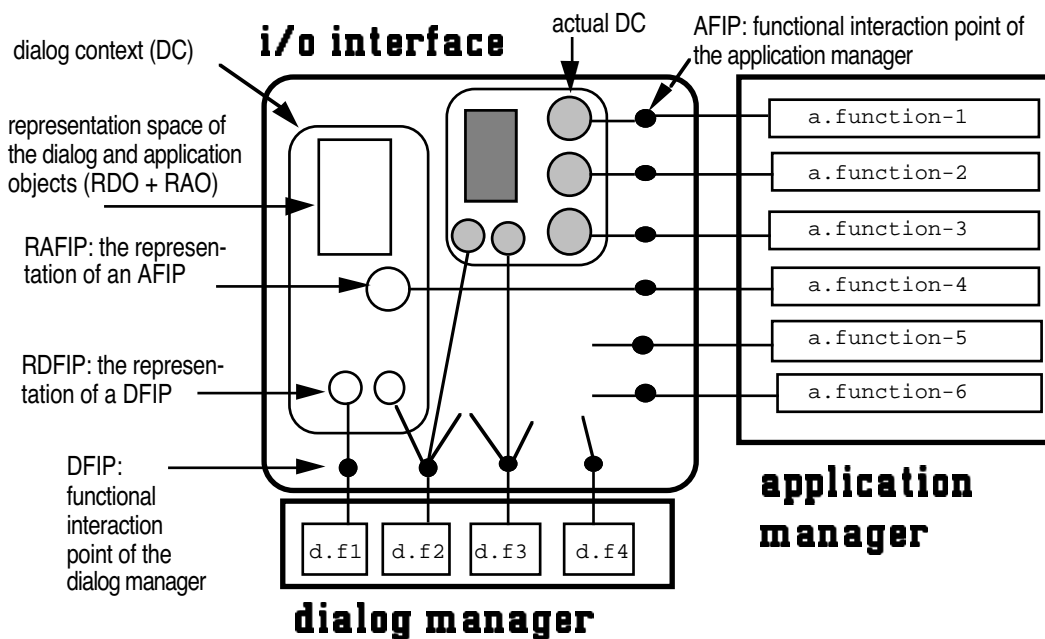 actual DC
AFIP: functional interaction point of
the application manager
i/o interface
dialog context (DC)
representation space of
the dialog and application
objects (RDO + RAO)
RAFIP: the represen-
tation of an AFIP
RDFIP: the represen-
tation of a DFIP
DFIP:
functional
interaction
point of the
dialog manager
a.function-1
a.function-2
a.function-3
a.function-4
a.function-5
a.function-6
application
manager
d.f1
d.f2
d.f3
d.f4
dialog manager